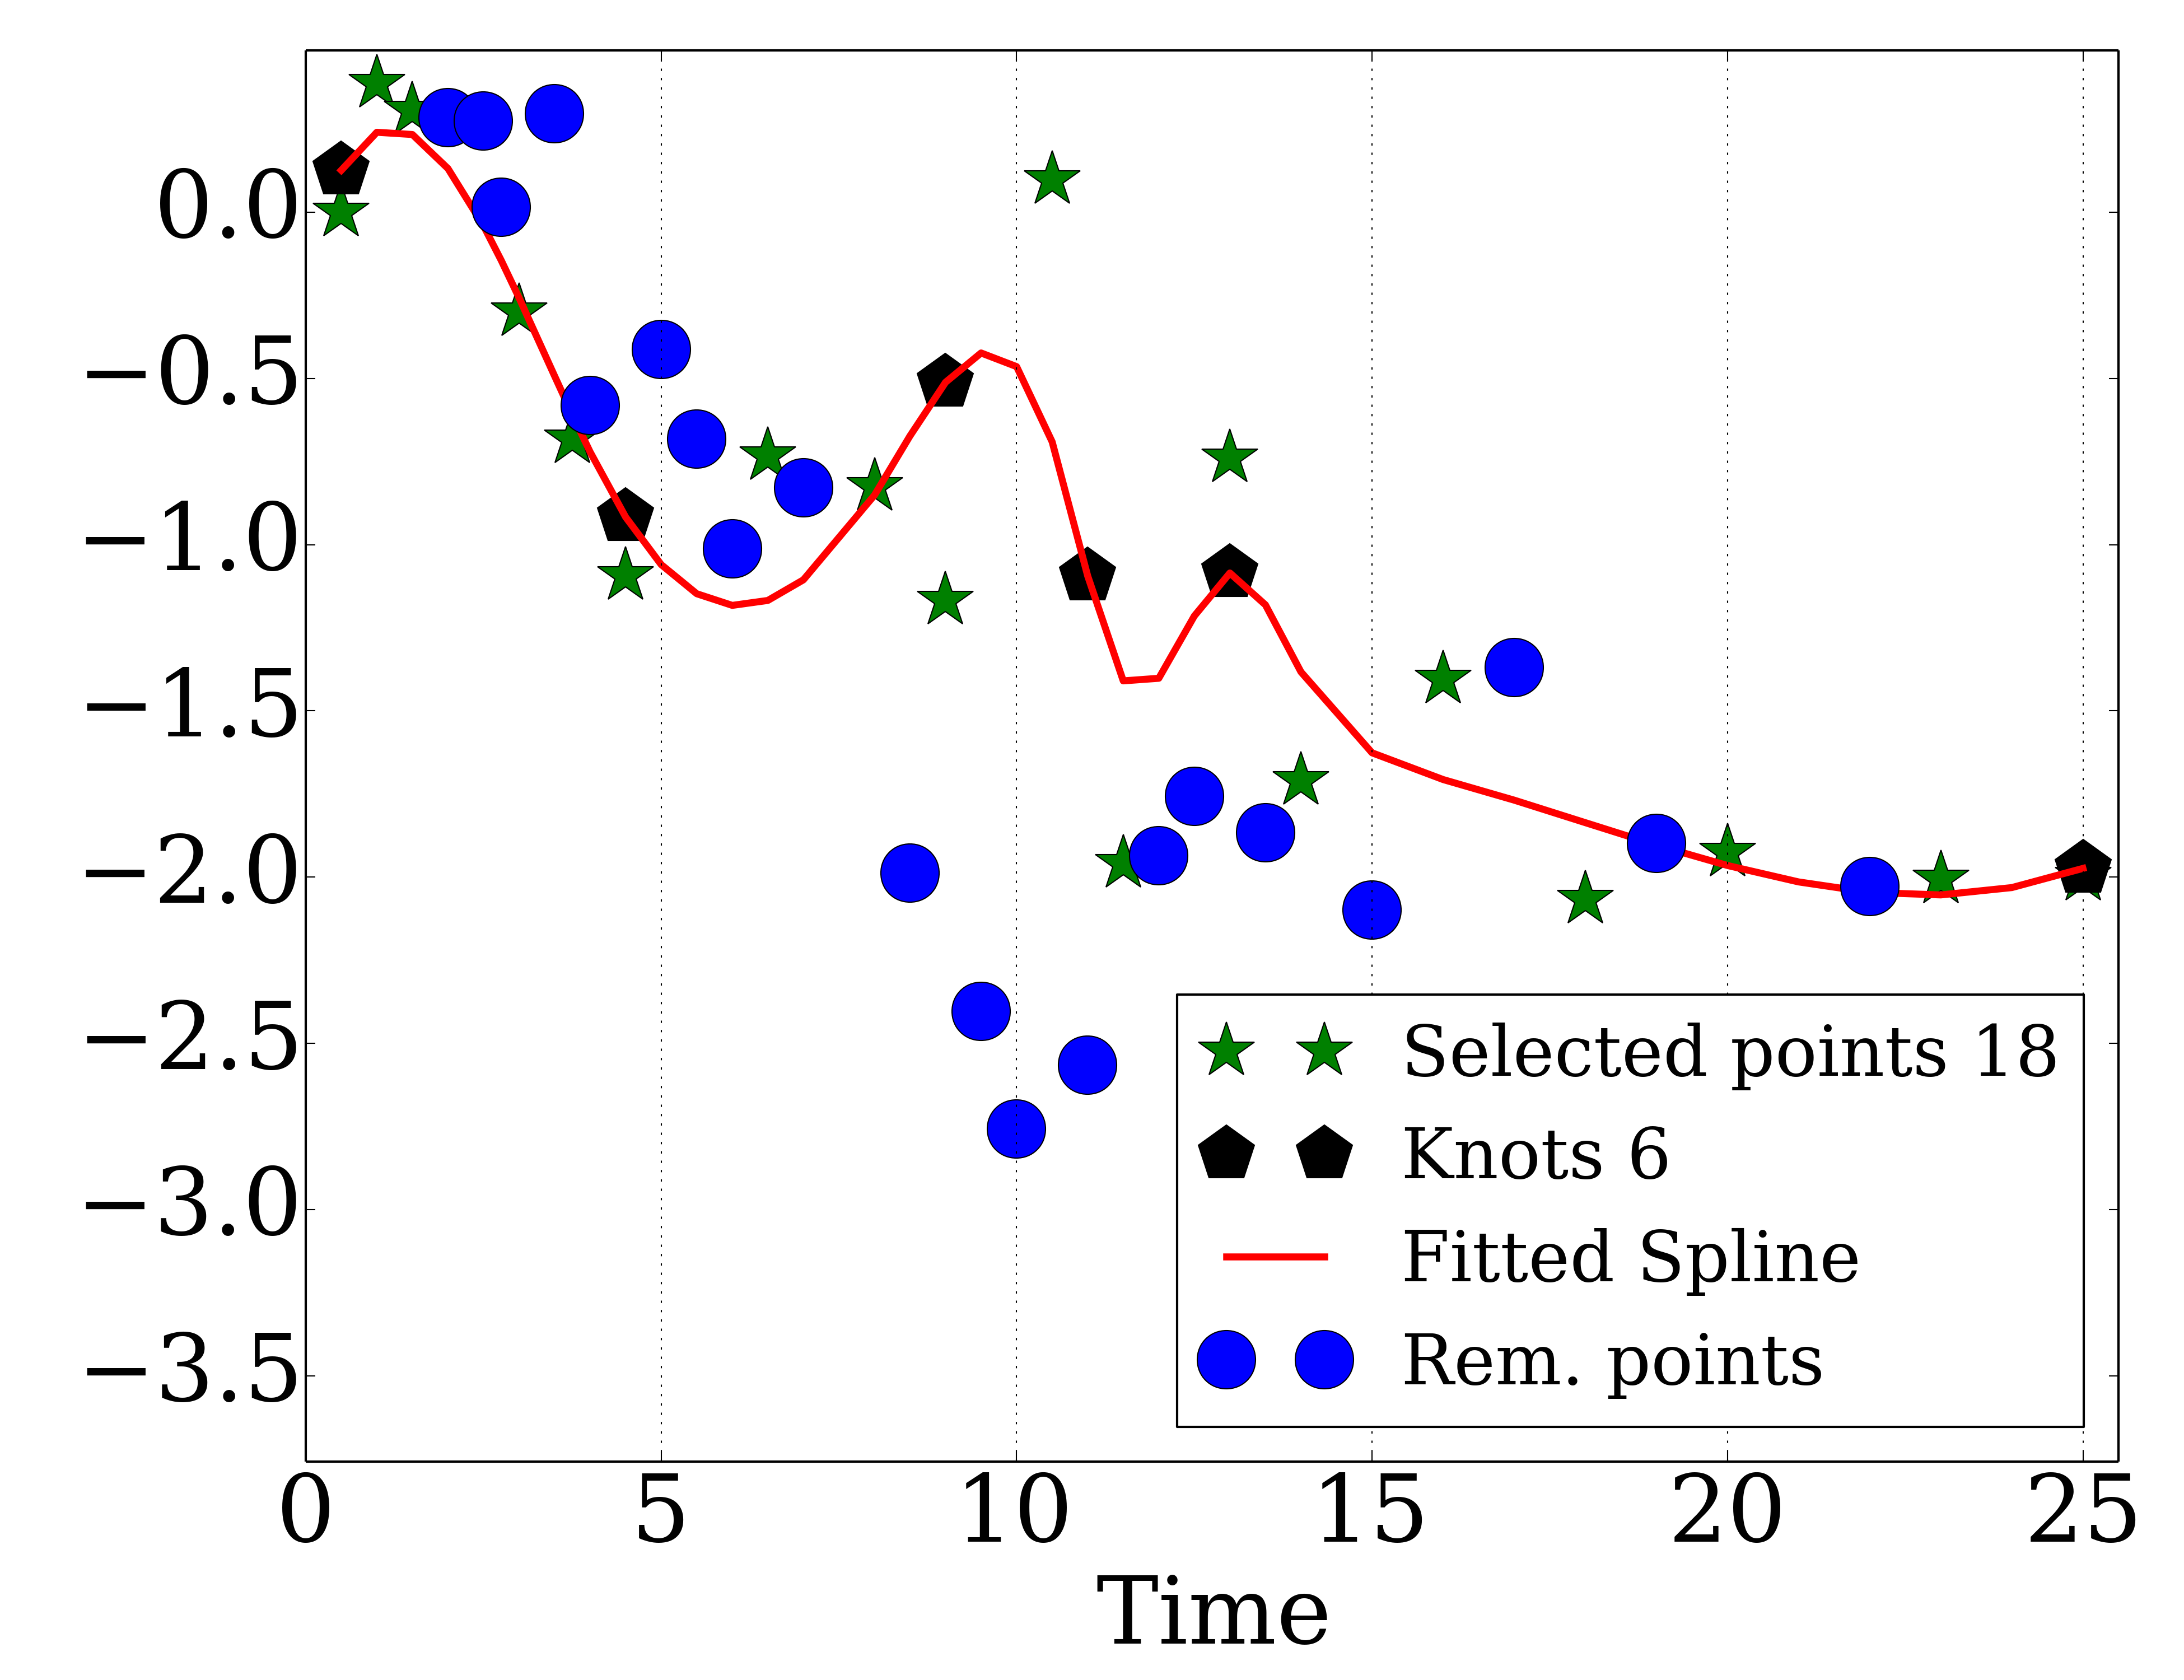 0.0
−0.5
−1.0
−1.5
−2.0
−2.5
−3.0
−3.5
0 5 10 15 20 25
Time
Selected points 18
Knots 6
Fitted Spline
Rem. points